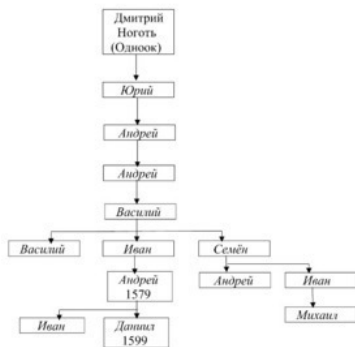 Дмитрий
Ноготь
(Одноок)
Юрий
Андрей
Андрей
Василий
Василий
Иван
Семён
Андрей
1579
Андрей
Иван
Иван
Даниил
1599
Михаил